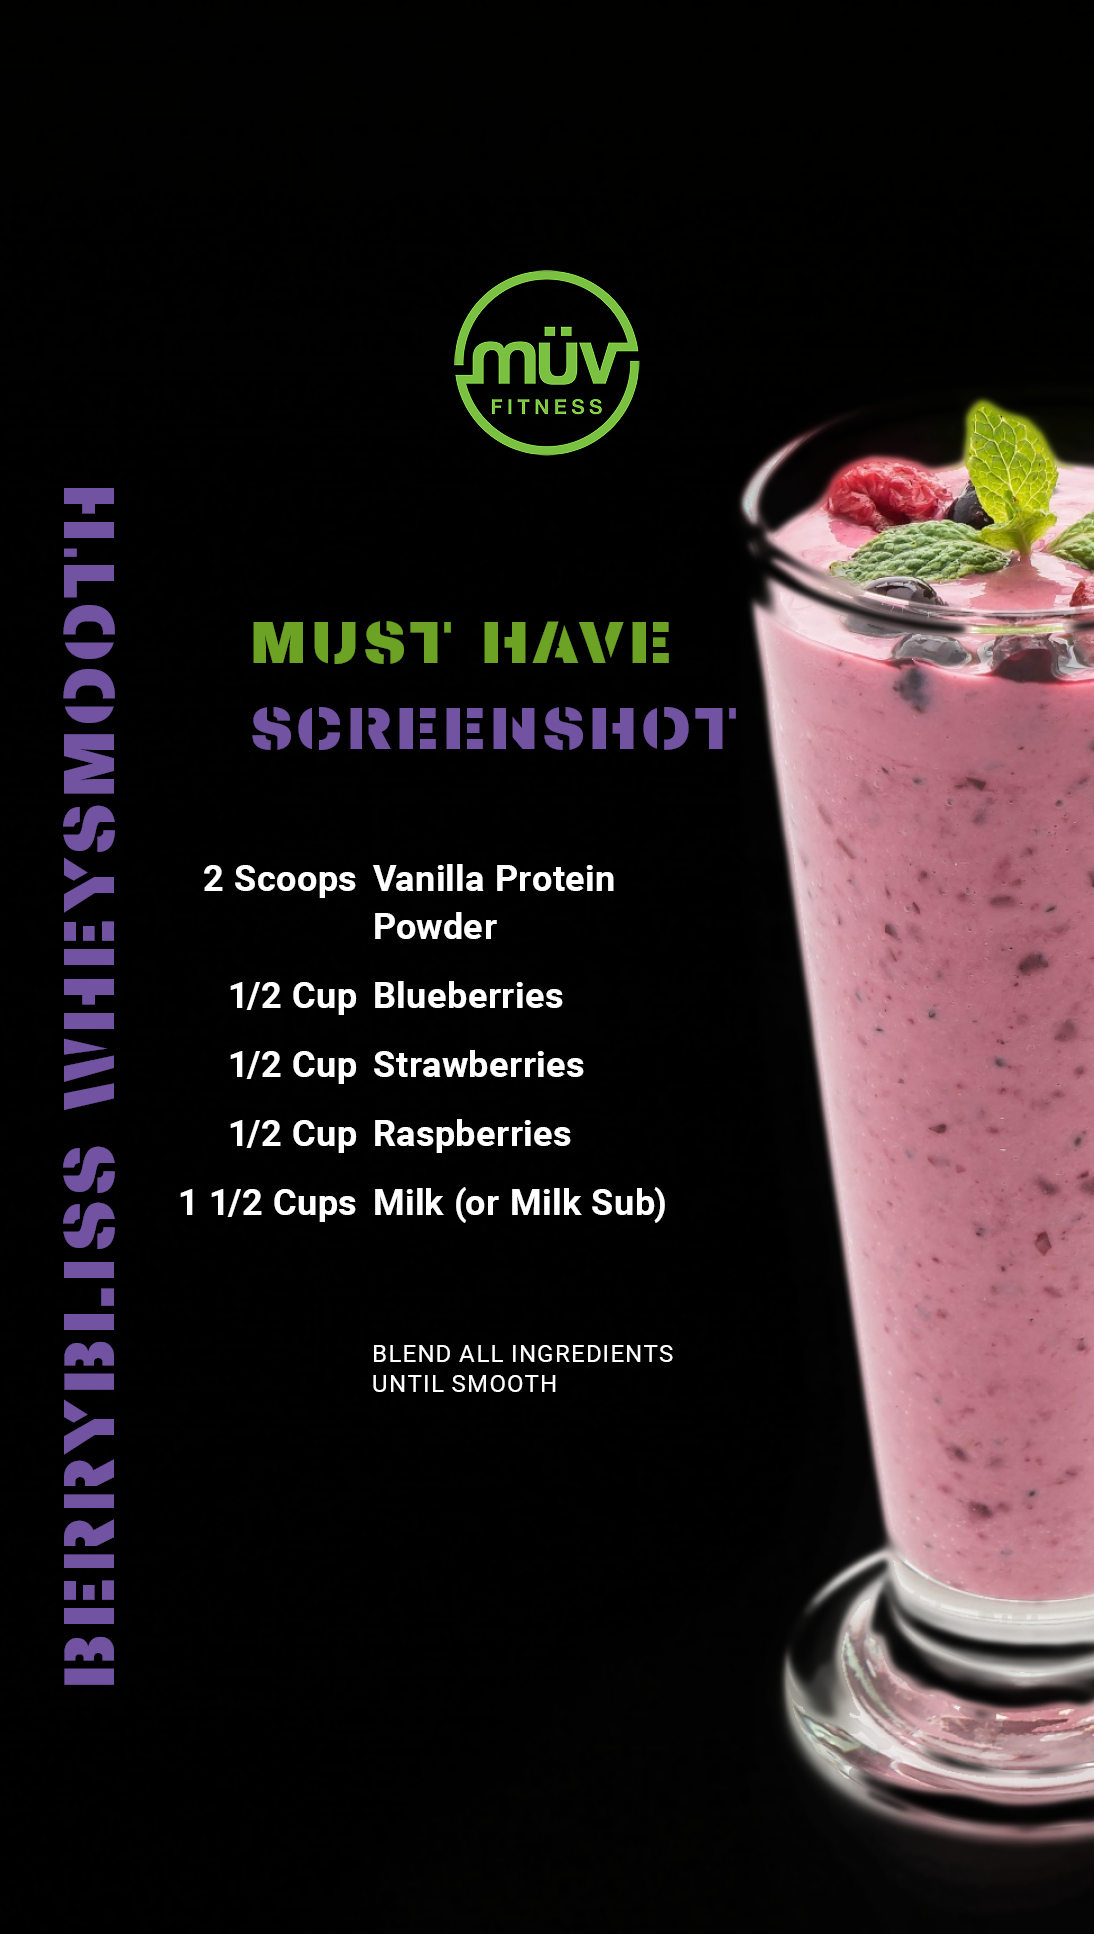 müv
FITNESS
BERRYBLISS WHEYSMOOTH
MUST HAVE
SCREENSHOT
2 Scoops Vanilla Protein
Powder
1/2 Cup Blueberries
1/2 Cup Strawberries
1/2 Cup Raspberries
1 1/2 Cups Milk (or Milk Sub)
BLEND ALL INGREDIENTS
UNTIL SMOOTH